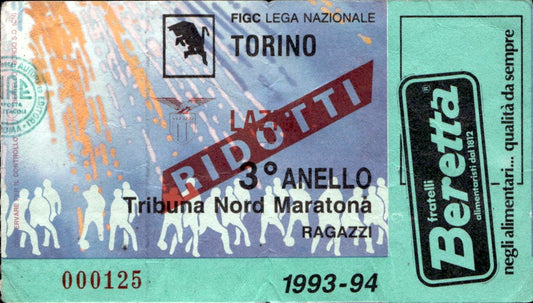 FIGC LEGA NAZIONALE
TORINO
LAZIO
RIDOTTI
3° ANELLO
Tribuna Nord Maratona
RAGAZZI
000125
1993-94
fratelli
Beretta®
alimentaristi dal 1812
negli alimentari.... qualità da sempre